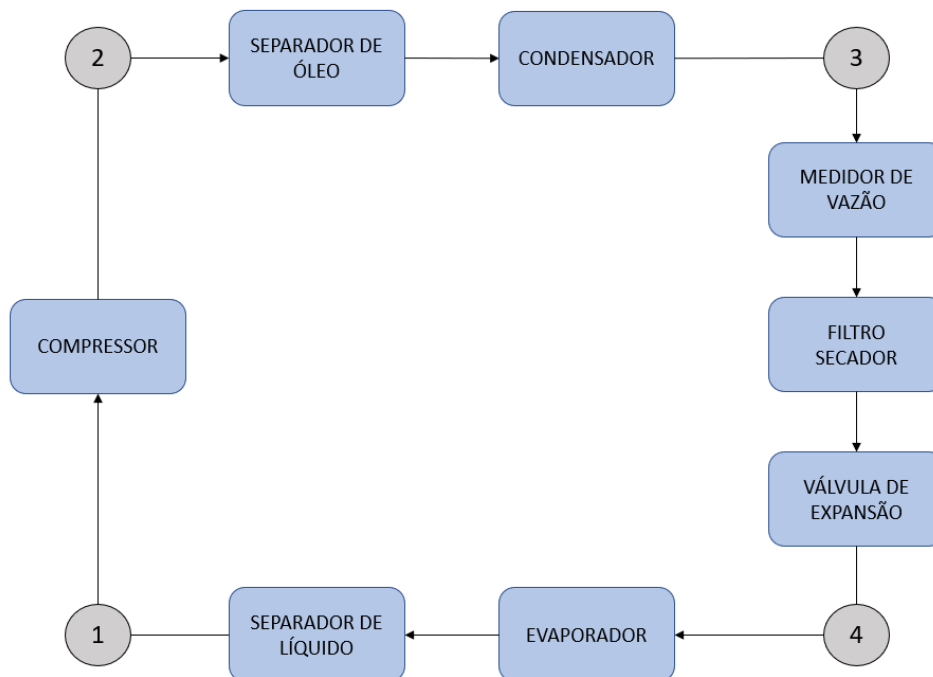 2
SEPARADOR DE
ÓLEO
CONDENSADOR
3
MEDIDOR DE
VAZÃO
COMPRESSOR
FILTRO
SECADOR
VÁLVULA DE
EXPANSÃO
1
SEPARADOR DE
LÍQUIDO
EVAPORADOR
4